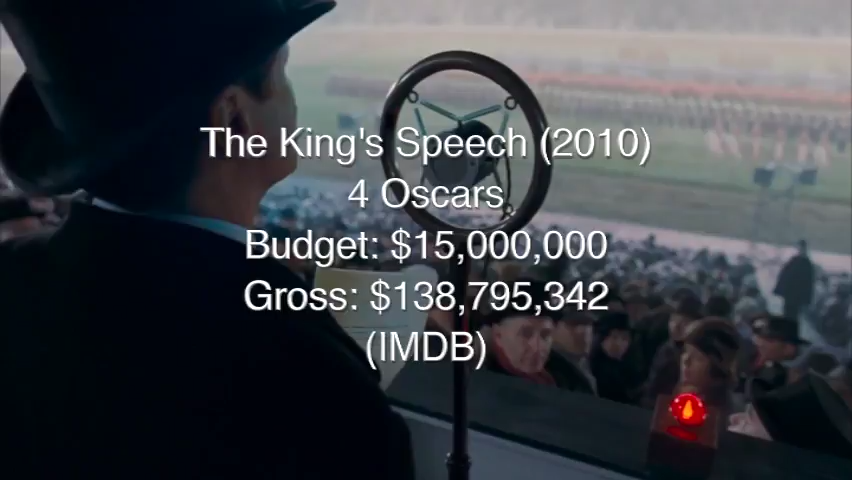 The King's Speech (2010)
4 Oscars
Budget: $15,000,000
Gross: $138,795,342
(IMDB)